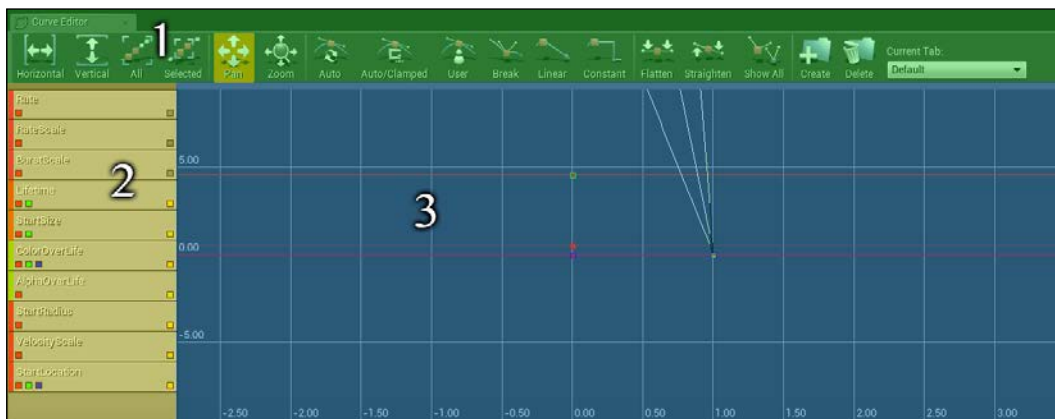 Curve Editor
1
Horizontal Vertical All Selected Pan Zoom Auto Auto/Clamped User Break Linear Constant Flatten Straighten Show All Create Delete
Current Tab:
Default
Rate
RateScale
BurstScale
2
Lifetime
StartSize
ColorOverLife
AlphaOverLife
StartRadius
VelocityScale
StartLocation
3
5.00
0.00
-5.00
-2.50 -2.00 -1.50 -1.00 -0.50 0.00 0.50 1.00 1.50 2.00 2.50 3.00